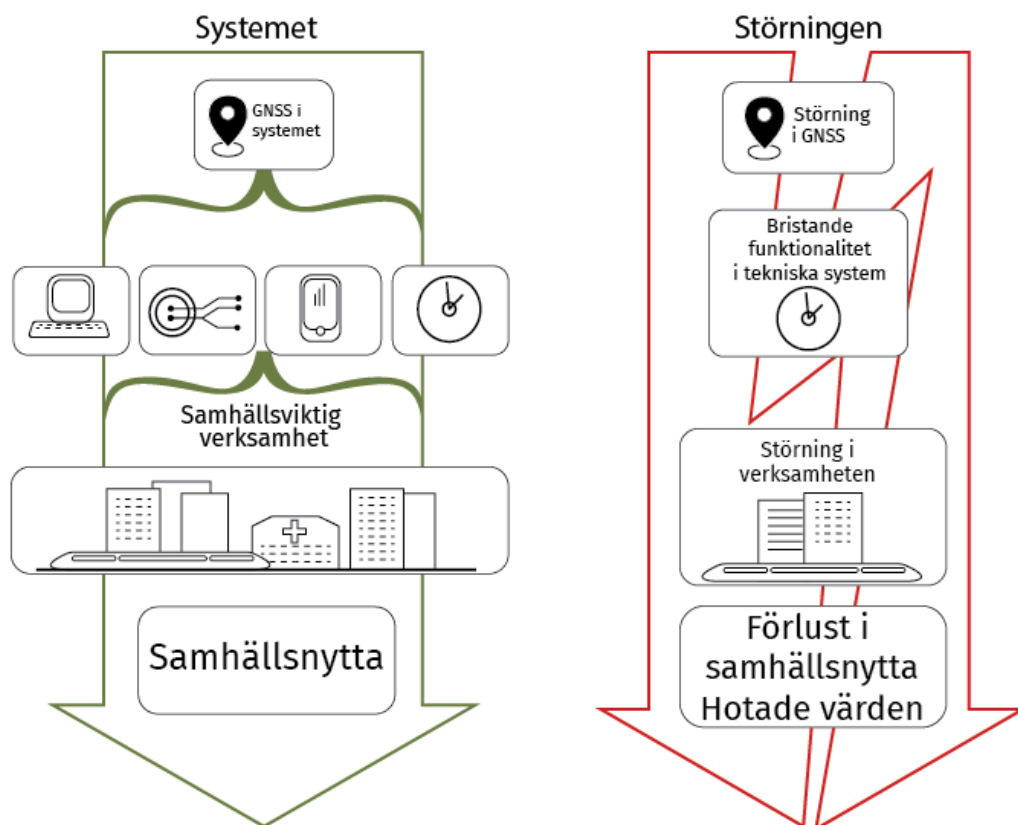 Systemet
GNSS i
systemet
Samhällsviktig
verksamhet
Samhällsnytta
Störningen
Störning
i GNSS
Bristande
funktionalitet
i tekniska system
Störning i
verksamheten
Förlust i
samhällsnytta
Hotade värden